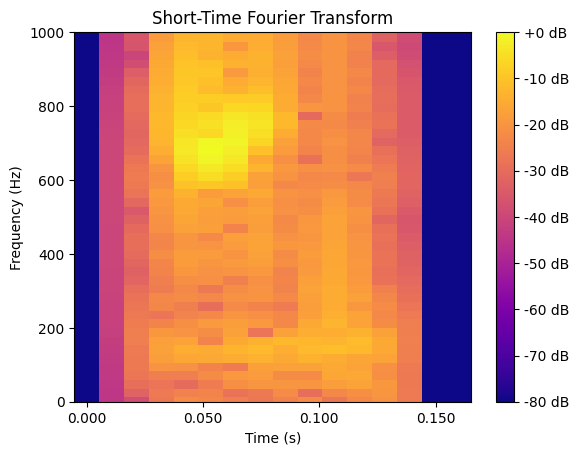 Short-Time Fourier Transform
1000
800
600
400
200
0
Frequency (Hz)
0.000
0.050
0.100
0.150
Time (s)
+0 dB
-10 dB
-20 dB
-30 dB
-40 dB
-50 dB
-60 dB
-70 dB
-80 dB